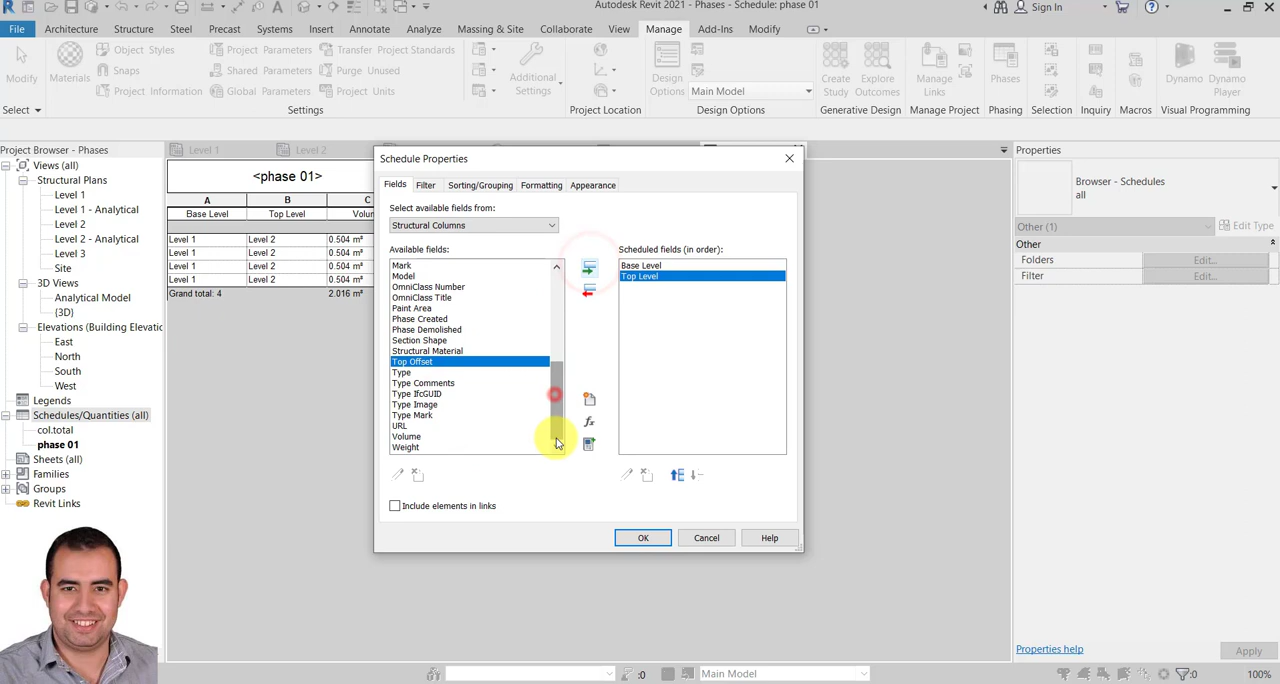 Autodesk Revit 2021 - Phases - Schedule: phase 01
Sign In
File Architecture Structure Steel Precast Systems Insert Annotate Analyze Massing & Site Collaborate View Manage Add-Ins Modify
Modify
Materials
Object Styles
Snaps
Project Information
Project Parameters
Shared Parameters
Global Parameters
Transfer Project Standards
Purge Unused
Project Units
Additional Settings
Design Options
Main Model
Create Study
Explore Outcomes
Manage Links
Phases
Dynamo
Dynamo Player
Select
Settings
Project Location
Design Options
Generative Design
Manage Project
Phasing
Selection
Inquiry
Macros
Visual Programming
Project Browser - Phases
Views (all)
Structural Plans
Level 1
Level 1 - Analytical
Level 2
Level 2 - Analytical
Level 3
Site
3D Views
Analytical Model
{3D}
Elevations (Building Elevatic
East
North
South
West
Legends
Schedules/Quantities (all)
col.total
phase 01
Sheets (all)
Families
Groups
Revit Links
Level 1
Level 2
<phase 01>
A B C
Base Level Top Level Volun
Level 1 Level 2 0.504 m³
Level 1 Level 2 0.504 m³
Level 1 Level 2 0.504 m³
Level 1 Level 2 0.504 m³
Grand total: 4 2.016 m³
Schedule Properties
Fields Filter Sorting/Grouping Formatting Appearance
Select available fields from:
Structural Columns
Available fields:
Mark
Model
OmniClass Number
OmniClass Title
Paint Area
Phase Created
Phase Demolished
Section Shape
Structural Material
Top Offset
Type
Type Comments
Type IfcGUID
Type Image
Type Mark
URL
Volume
Weight
Scheduled fields (in order):
Base Level
Top Level
Include elements in links
OK
Cancel
Help
Properties
Browser - Schedules
all
Other (1)
Edit Type
Other
Folders Edit...
Filter Edit...
Properties help
Apply
:0
Main Model
:0
100%